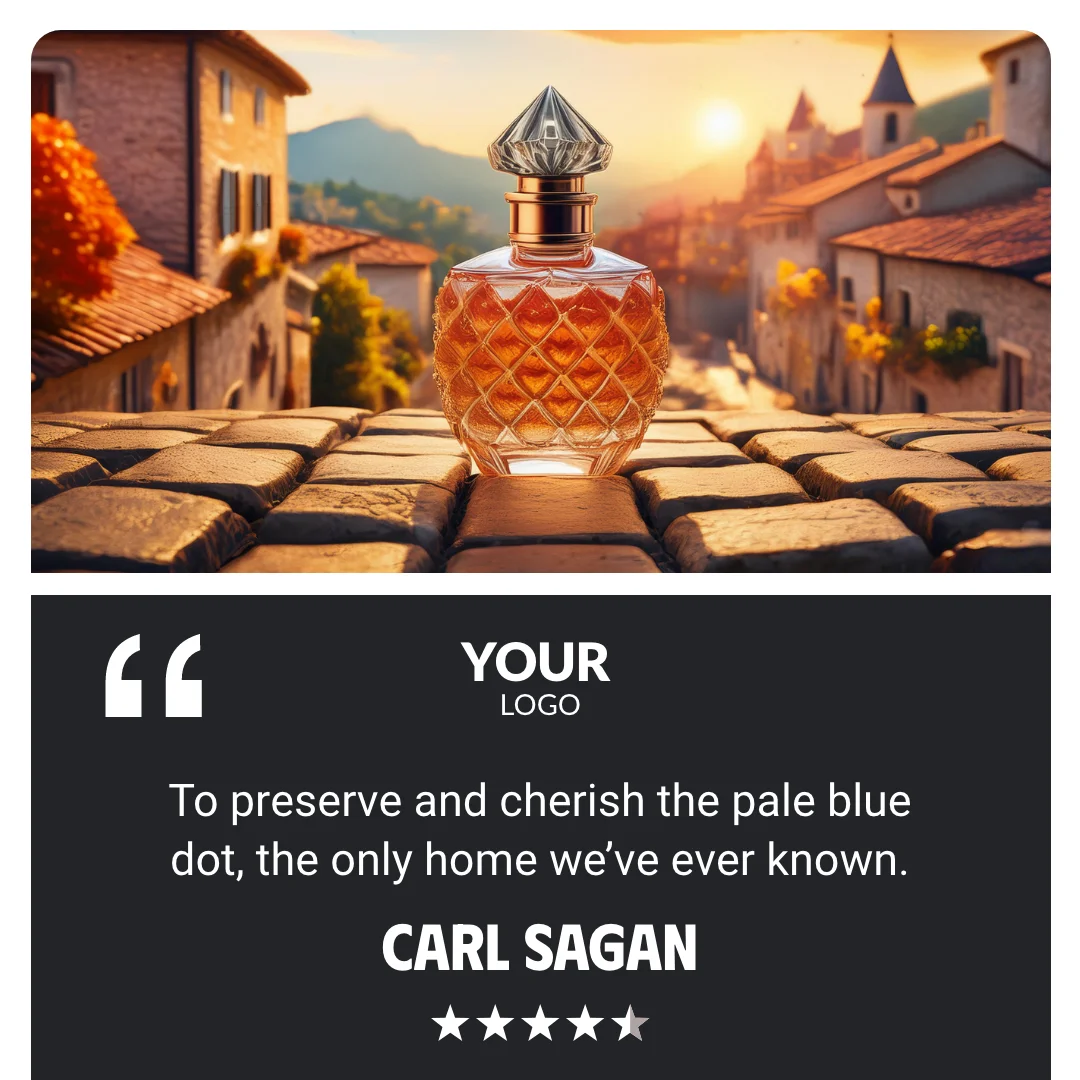 “
YOUR
LOGO
To preserve and cherish the pale blue
dot, the only home we’ve ever known.
CARL SAGAN